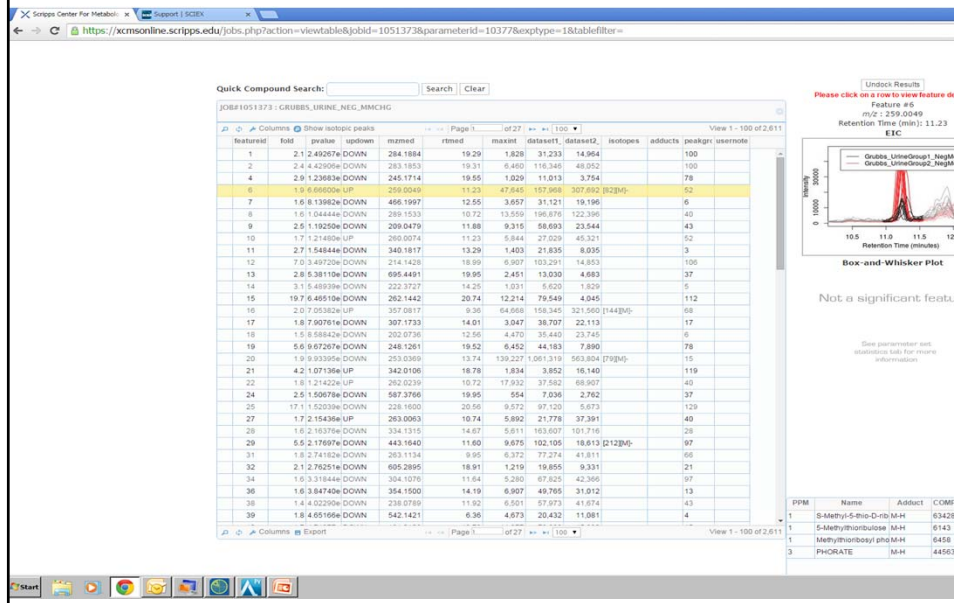 Scripps Center For Metabolo Support | SCIEX
https://xcmsonline.scripps.edu/jobs.php?action=viewtable&jobid=1051373&parameterid=10377&exptype=1&tablefilter=
Quick Compound Search: Search Clear
JOB#1051373 : GRUBBS_URINE_NEG_MMCHG
Columns Show isotopic peaks Page 1 of 27 100 View 1 - 100 of 2,611
featureid fold pvalue updown mzmed rtmed maxint dataset1_ dataset2_ isotopes adducts peakgr usernote
1 2.1 2.49267e DOWN 284.1884 19.29 1,828 31,233 14,964 100
2 2.4 4.42906e DOWN 283.1853 19.31 6,460 116,346 48,052 100
4 2.9 1.23683e DOWN 245.1714 19.55 1,029 11,013 3,754 78
6 1.9 6.66600e UP 259.0049 11.23 47,645 157,968 307,692 [82][M]- 52
7 1.6 8.13982e DOWN 466.1997 12.55 3,657 31,121 19,196 6
8 1.6 1.04444e DOWN 289.1533 10.72 13,559 196,876 122,396 40
9 2.5 1.19250e DOWN 209.0479 11.88 9,315 58,693 23,544 43
10 1.7 1.21480e UP 260.0074 11.23 5,844 27,029 45,321 52
11 2.7 1.54844e DOWN 340.1817 13.29 1,403 21,835 8,035 3
12 7.0 3.49720e DOWN 214.1428 18.99 6,907 103,291 14,853 106
13 2.8 5.38110e DOWN 695.4491 19.95 2,451 13,030 4,683 37
14 3.1 5.48939e DOWN 222.3727 14.25 1,031 5,620 1,829 5
15 19.7 6.46510e DOWN 262.1442 20.74 12,214 79,549 4,045 112
16 2.0 7.05382e UP 357.0817 9.36 64,668 158,345 321,560 [144][M]- 68
17 1.8 7.90761e DOWN 307.1733 14.01 3,047 38,707 22,113 17
18 1.5 8.58842e DOWN 202.0736 12.56 4,470 35,440 23,745 6
19 5.6 9.67267e DOWN 248.1261 19.52 6,452 44,183 7,890 78
20 1.9 9.93395e DOWN 253.0369 13.74 139,227 1,061,319 563,804 [79][M]- 15
21 4.2 1.07136e UP 342.0106 18.78 1,834 3,852 16,140 119
22 1.8 1.21422e UP 262.0239 10.72 17,932 37,582 68,907 40
24 2.5 1.50678e DOWN 587.3766 19.95 554 7,036 2,762 37
25 17.1 1.52039e DOWN 228.1600 20.56 9,572 97,120 5,673 129
27 1.7 2.15436e UP 263.0063 10.74 5,892 21,778 37,391 40
28 1.6 2.16376e DOWN 334.1315 14.67 5,611 163,607 101,716 28
29 5.5 2.17697e DOWN 443.1640 11.60 9,675 102,105 18,613 [212][M]- 97
31 1.8 2.74182e DOWN 263.1134 9.95 6,372 77,274 41,811 66
32 2.1 2.76251e DOWN 605.2895 18.91 1,219 19,855 9,331 21
34 1.6 3.31844e DOWN 304.1076 11.64 5,280 67,825 42,366 97
36 1.6 3.84740e DOWN 354.1500 14.19 6,907 49,765 31,012 13
38 1.4 4.02290e DOWN 238.0789 11.92 6,501 57,973 41,674 43
39 1.8 4.65166e DOWN 542.1421 6.36 4,673 20,432 11,081 4
Columns Export Page 1 of 27 100 View 1 - 100 of 2,611
Undock Results
Please click on a row to view feature de
Feature #6
m/z : 259.0049
Retention Time (min): 11.23
EIC
Grubbs_UrineGroup1_NegM
Grubbs_UrineGroup2_NegM
Intensity
0 10000 30000
10.5 11.0 11.5 12
Retention Time (minutes)
Box-and-Whisker Plot
Not a significant featu
See parameter set
statistics tab for more
information
PPM Name Adduct COMP
1 S-Methyl-5-thio-D-rib M-H 63428
1 5-Methylthioribulose M-H 6143
1 Methylthioribosyl pho M-H 6458
3 PHORATE M-H 44563
Start